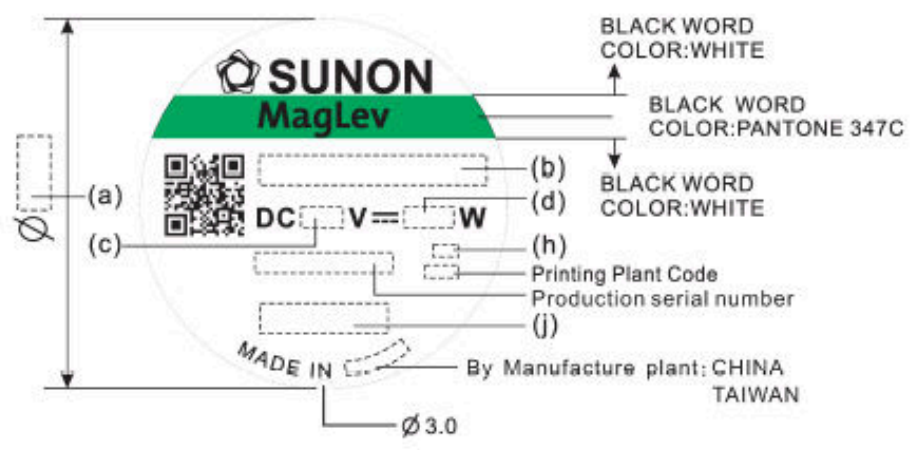 BLACK WORD
COLOR:WHITE
SUNON
MagLev
BLACK WORD
COLOR:PANTONE 347C
(a)
(b)
BLACK WORD
COLOR:WHITE
DC V W
(d)
(c)
(h)
Printing Plant Code
Production serial number
(j)
MADE IN
By Manufacture plant: CHINA
TAIWAN
Ø
Ø 3.0